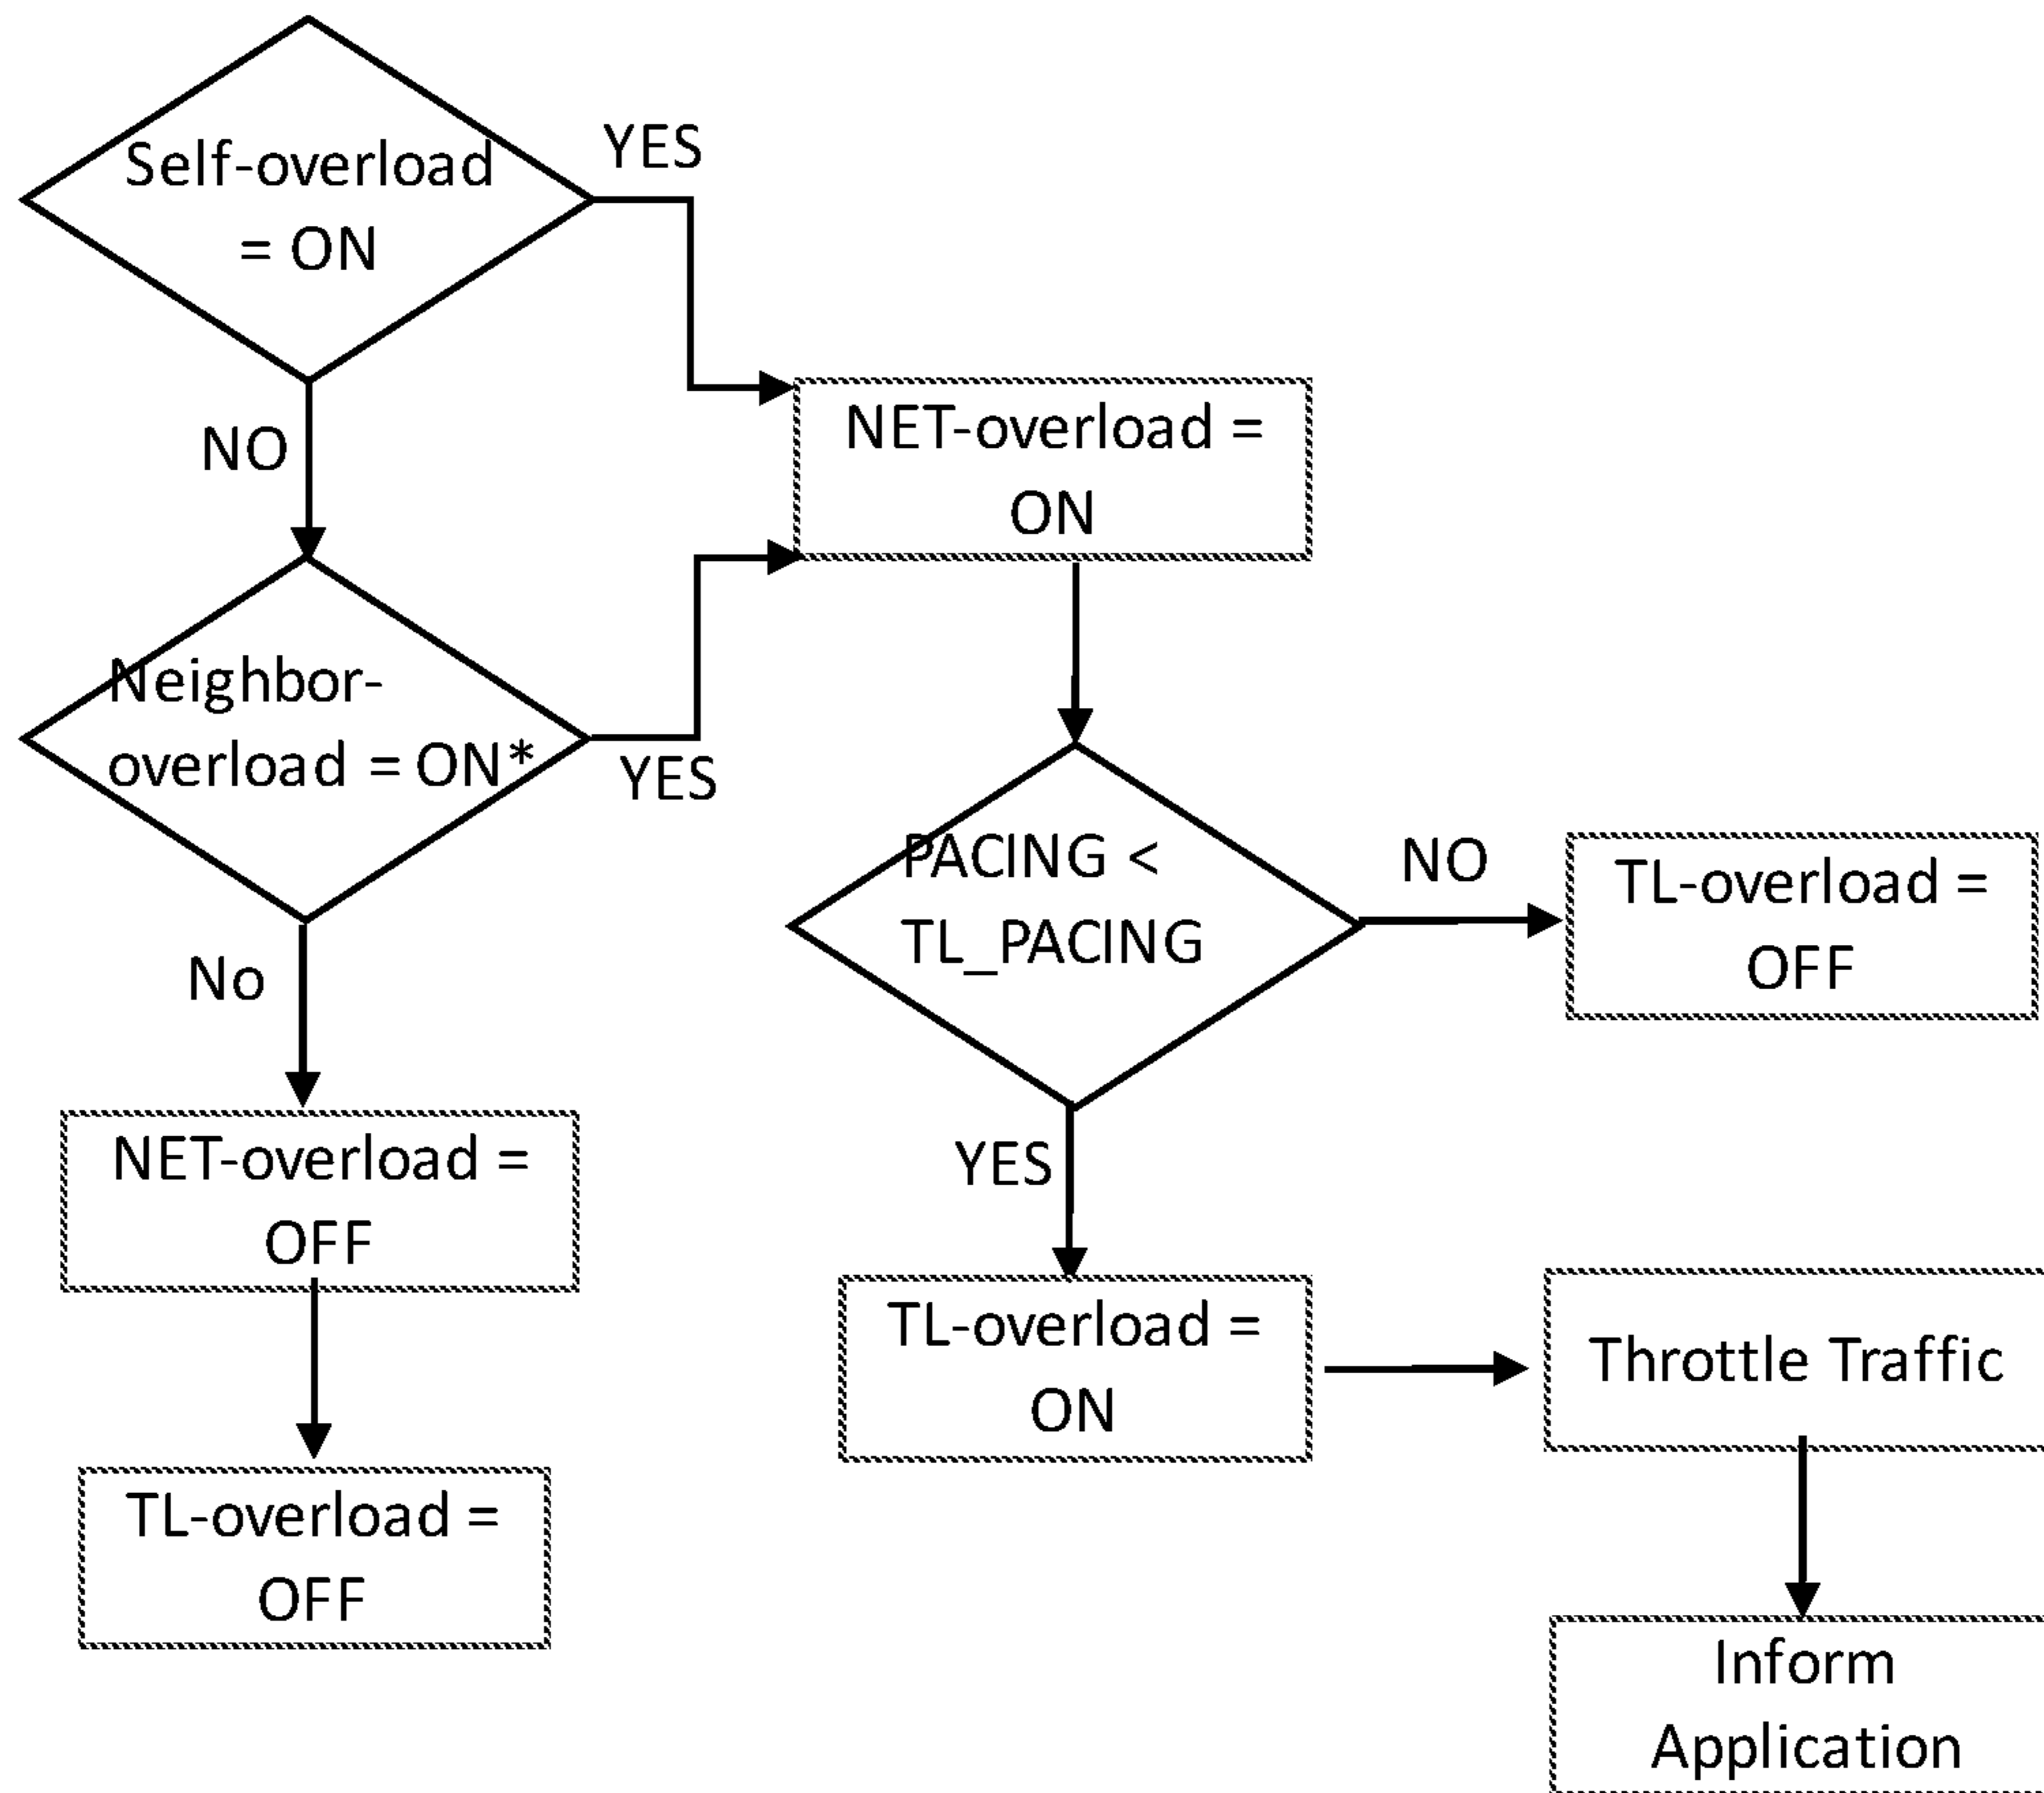 Self-overload
= ON
YES
NO
NET-overload =
ON
Neighbor-
overload = ON*
YES
PACING <
TL_PACING
NO
TL-overload =
OFF
No
NET-overload =
OFF
YES
TL-overload =
ON
Throttle Traffic
TL-overload =
OFF
Inform
Application